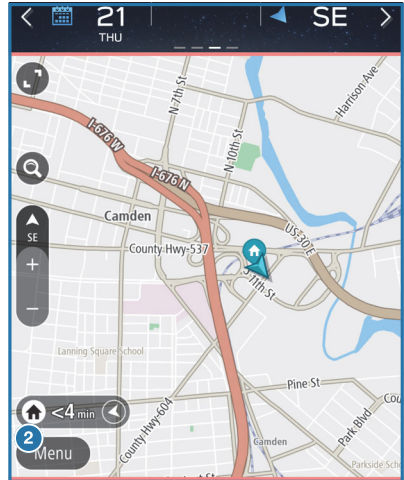 21
THU
SE
N-7th-St
Harrison-Ave
I-676 W
N-10th-St
I-676 N
Camden
US-30 E
SE
County Hwy-537
S-11th-St
+
−
Lanning Square School
Pine-St
<4 min
County Hwy-604
Park Blvd
2
Menu
Camden
Parkside Scho